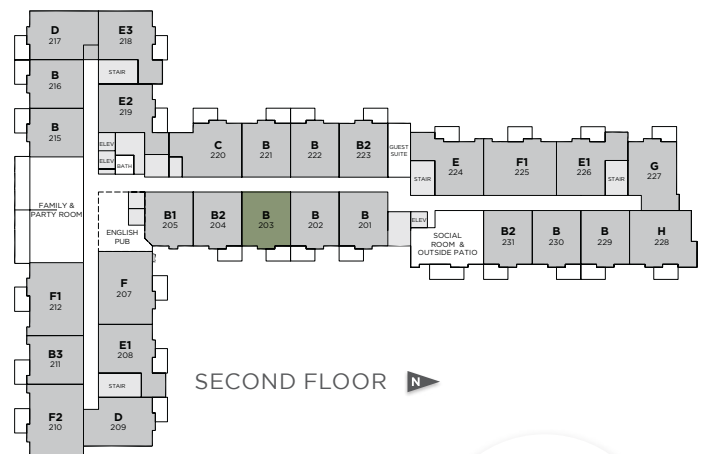 D
217
E3
218
STAIR
B
216
E2
219
B
215
ELEV
ELEV
BATH
C
220
B
221
B
222
B2
223
GUEST
SUITE
STAIR
E
224
F1
225
E1
226
STAIR
G
227
FAMILY &
PARTY ROOM
ENGLISH
PUB
B1
205
B2
204
B
203
B
202
B
201
ELEV
SOCIAL
ROOM &
OUTSIDE PATIO
B2
231
B
230
B
229
H
228
F1
212
F
207
B3
211
E1
208
STAIR
F2
210
D
209
SECOND FLOOR
N